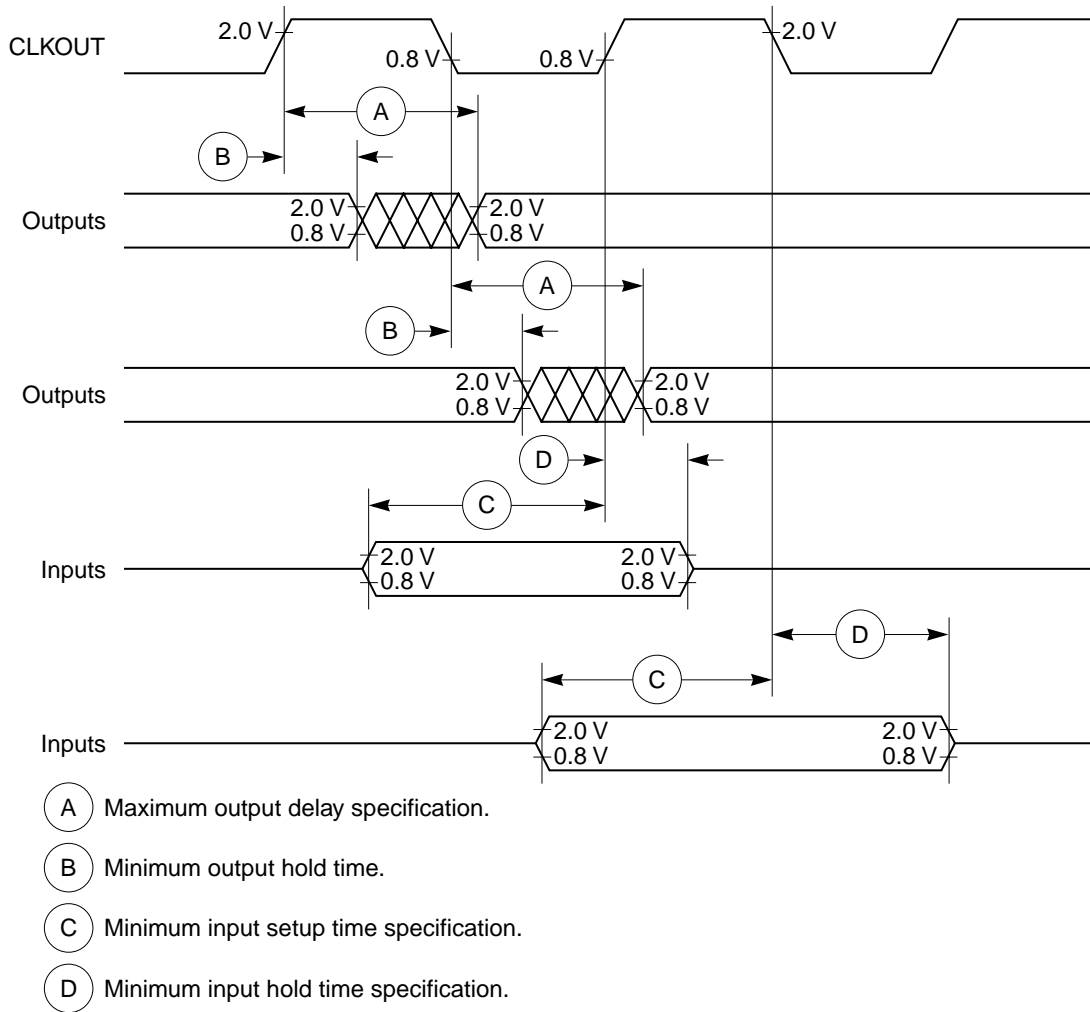 CLKOUT
2.0 V
0.8 V
0.8 V
2.0 V
A
B
Outputs
2.0 V
0.8 V
2.0 V
0.8 V
A
B
Outputs
2.0 V
0.8 V
2.0 V
0.8 V
D
C
Inputs
2.0 V
0.8 V
2.0 V
0.8 V
D
C
Inputs
2.0 V
0.8 V
2.0 V
0.8 V
A Maximum output delay specification.
B Minimum output hold time.
C Minimum input setup time specification.
D Minimum input hold time specification.